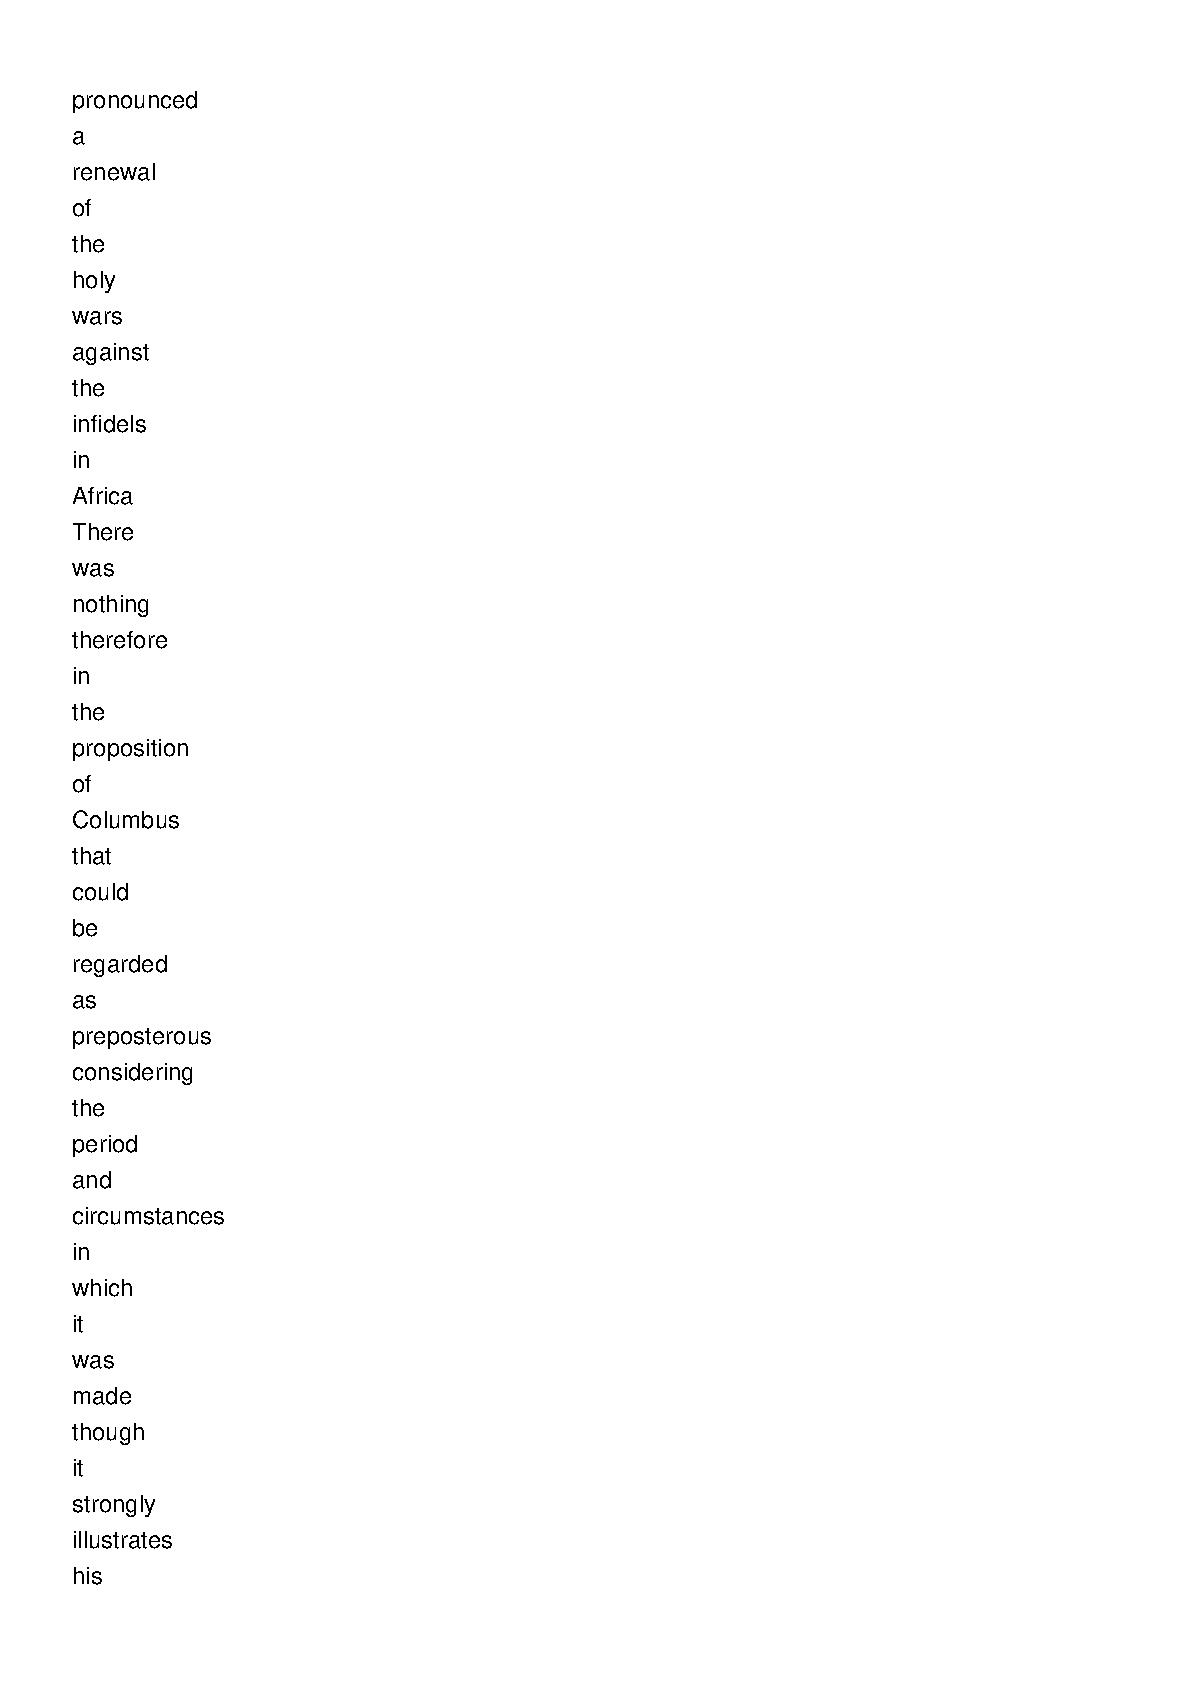 pronounced
a
renewal
of
the
holy
wars
against
the
infidels
in
Africa
There
was
nothing
therefore
in
the
proposition
of
Columbus
that
could
be
regarded
as
preposterous
considering
the
period
and
circumstances
in
which
it
was
made
though
it
strongly
illustrates
his